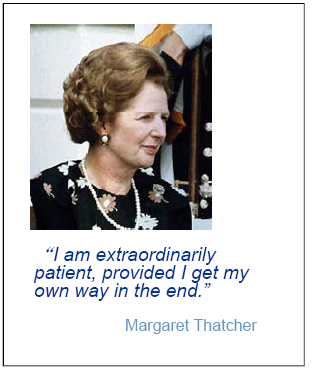 “I am extraordinarily
patient, provided I get my
own way in the end.”
Margaret Thatcher